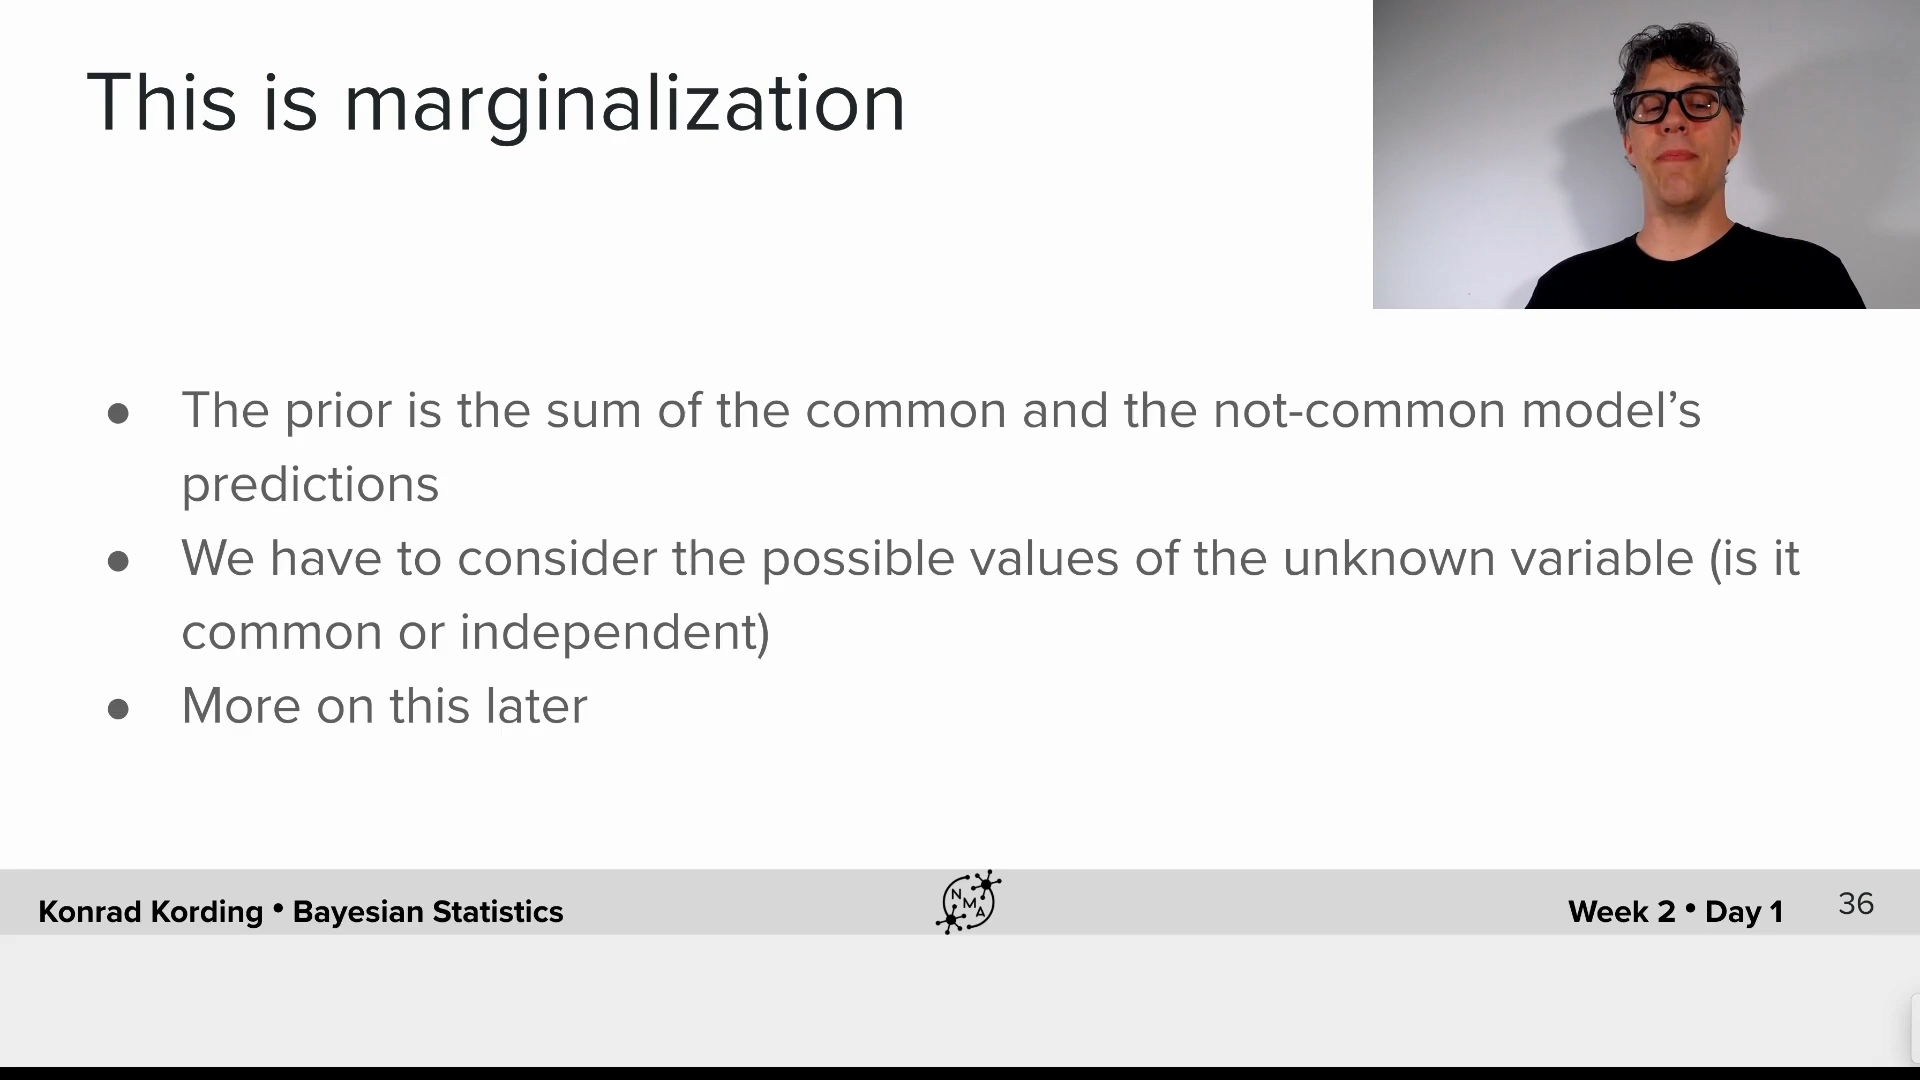 This is marginalization
● The prior is the sum of the common and the not-common model’s
predictions
● We have to consider the possible values of the unknown variable (is it
common or independent)
● More on this later
Konrad Kording • Bayesian Statistics
NMA
Week 2 • Day 1
36